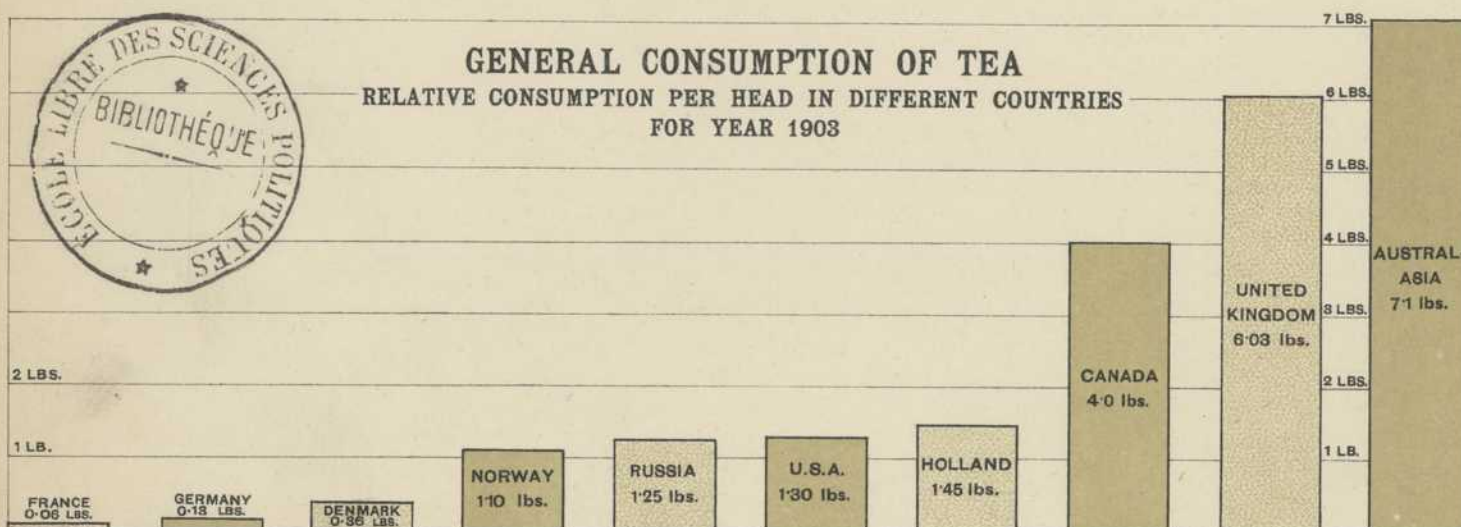 GENERAL CONSUMPTION OF TEA
RELATIVE CONSUMPTION PER HEAD IN DIFFERENT COUNTRIES
FOR YEAR 1903
ÉCOLE LIBRE DES SCIENCES POLITIQUES
BIBLIOTHÉQUE
7 LBS.
6 LBS.
5 LBS.
4 LBS.
3 LBS.
2 LBS.
1 LB.
2 LBS.
1 LB.
FRANCE
0·06 LBS.
GERMANY
0·13 LBS.
DENMARK
0·36 LBS.
NORWAY
1·10 lbs.
RUSSIA
1·25 lbs.
U.S.A.
1·30 lbs.
HOLLAND
1·45 lbs.
CANADA
4·0 lbs.
UNITED
KINGDOM
6·03 lbs.
AUSTRAL
ASIA
7·1 lbs.